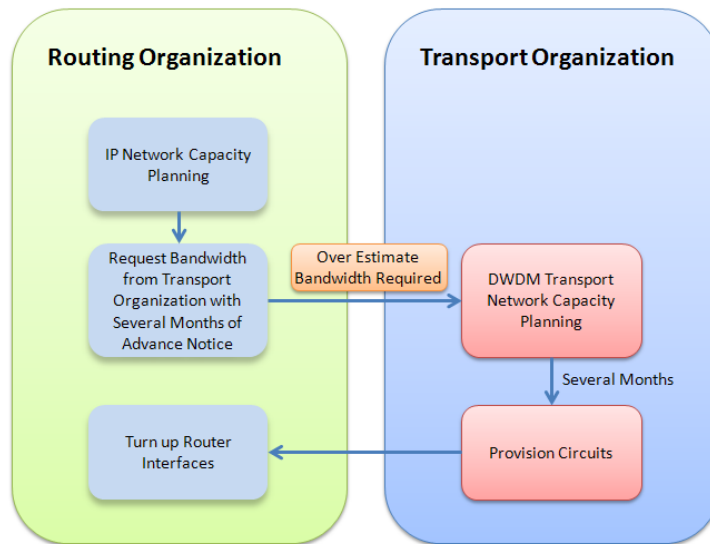 Routing Organization
Transport Organization
IP Network Capacity
Planning
Request Bandwidth
from Transport
Organization with
Several Months of
Advance Notice
Over Estimate
Bandwidth Required
DWDM Transport
Network Capacity
Planning
Several Months
Provision Circuits
Turn up Router
Interfaces